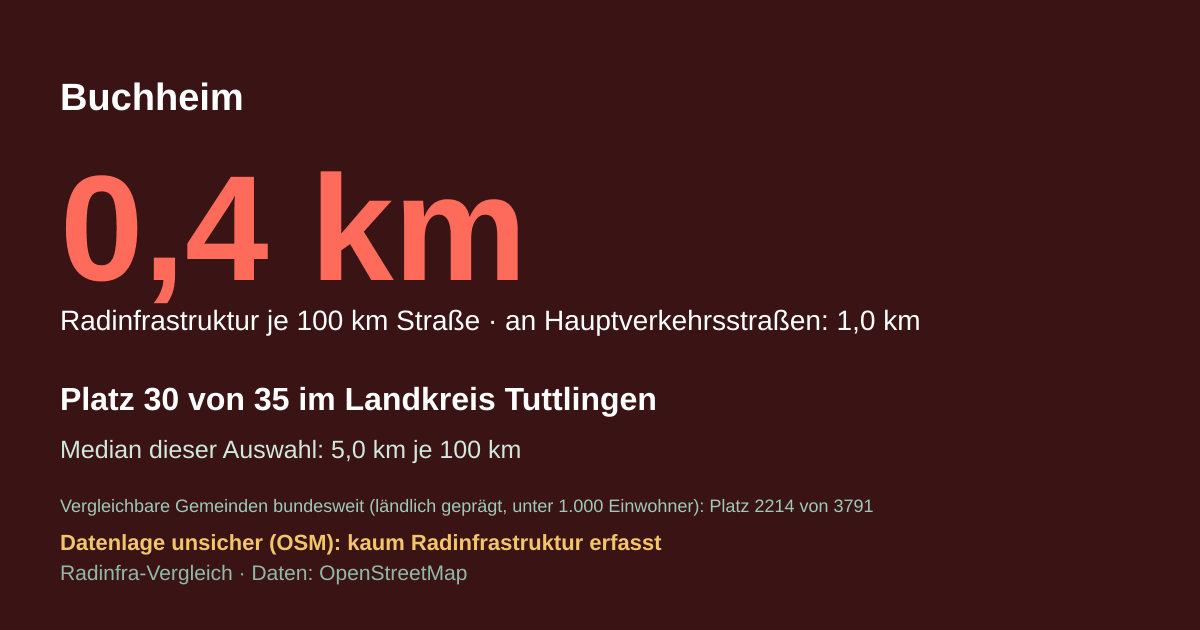 Buchheim
0,4 km
Radinfrastruktur je 100 km Straße · an Hauptverkehrsstraßen: 1,0 km
Platz 30 von 35 im Landkreis Tuttlingen
Median dieser Auswahl: 5,0 km je 100 km
Vergleichbare Gemeinden bundesweit (ländlich geprägt, unter 1.000 Einwohner): Platz 2214 von 3791
Datenlage unsicher (OSM): kaum Radinfrastruktur erfasst
Radinfra-Vergleich · Daten: OpenStreetMap